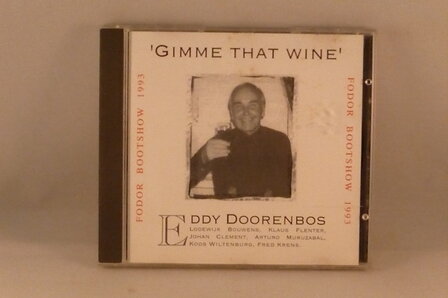 'GIMME THAT WINE'
FODOR BOOTSHOW 1993
FODOR BOOTSHOW 1993
EDDY DOORENBOS
LODEWIJK BOUWENS, KLAUS FLENTER,
JOHAN CLEMENT, ARTURO MURUZABAL,
KOOS WILTENBURG, FRED KRENS.